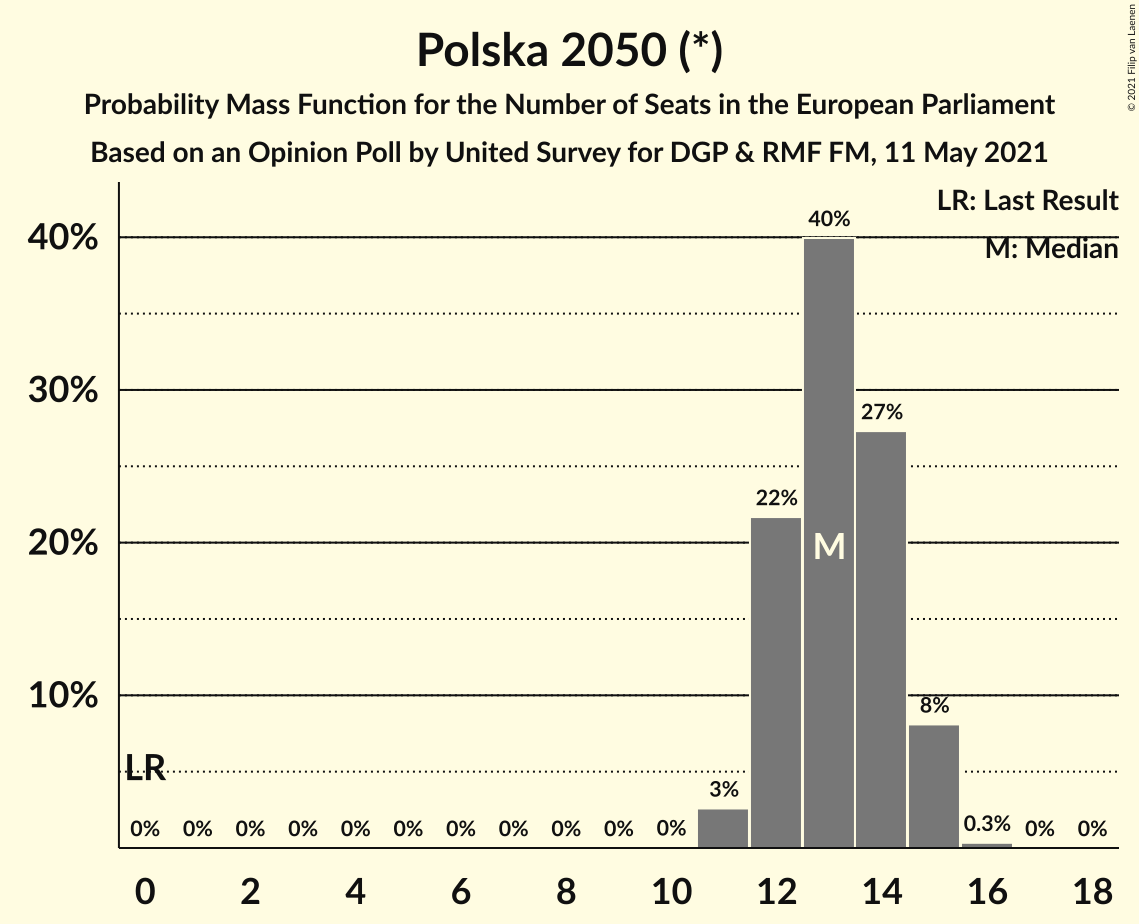 Polska 2050 (*)
Probability Mass Function for the Number of Seats in the European Parliament
Based on an Opinion Poll by United Survey for DGP & RMF FM, 11 May 2021
© 2021 Filip van Laenen
LR: Last Result
M: Median
40%
30%
20%
10%
40%
27%
22%
M
8%
LR
3%
0% 0% 0% 0% 0% 0% 0% 0% 0% 0% 0% 0.3% 0% 0%
0 2 4 6 8 10 12 14 16 18